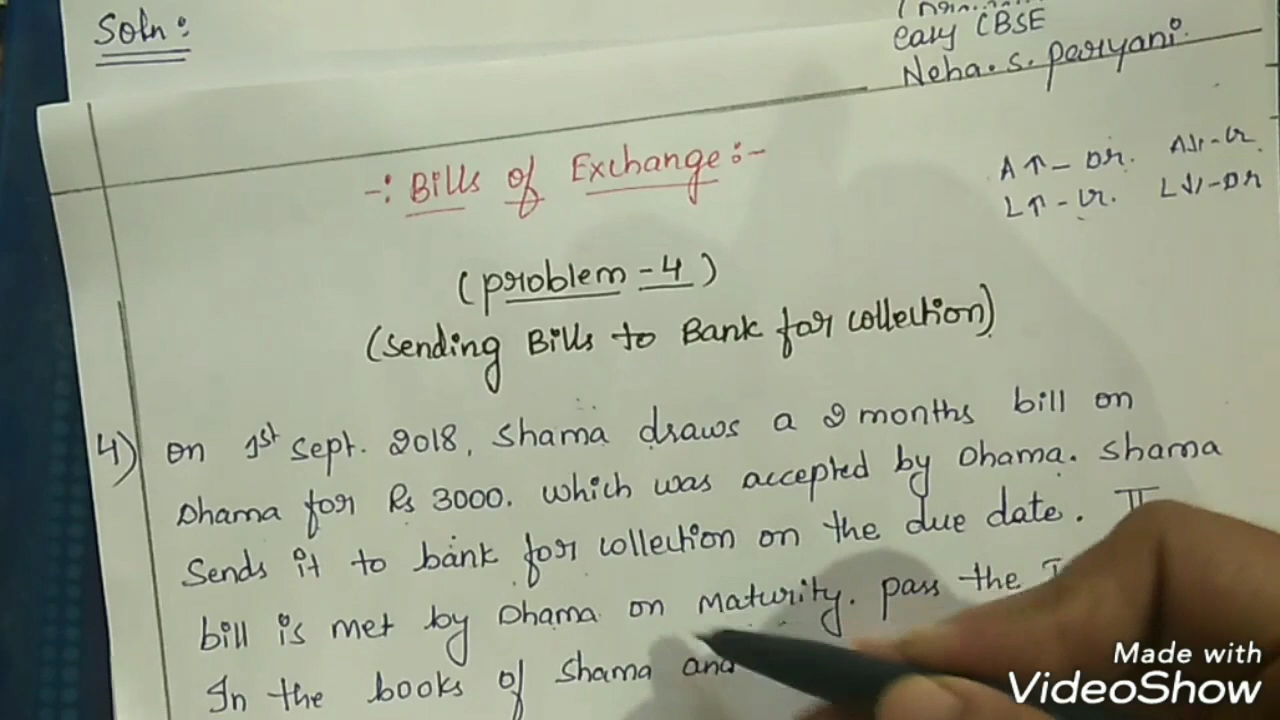 Soln :
easy CBSE
Neha. S. Pariyani.
-: Bills of Exchange :-
A↑ - Dr. A↓ - Cr.
L↑ - Cr. L↓ - Dr
(Problem - 4)
(Sending Bills to Bank for collection)
4) On 1st Sept. 2018, Shama draws a 2 months bill on
Dhama for Rs 3000. which was accepted by Dhama. Shama
Sends it to bank for collection on the due date.
bill is met by Dhama on Maturity. pass the
In the books of Shama and
Made with
VideoShow